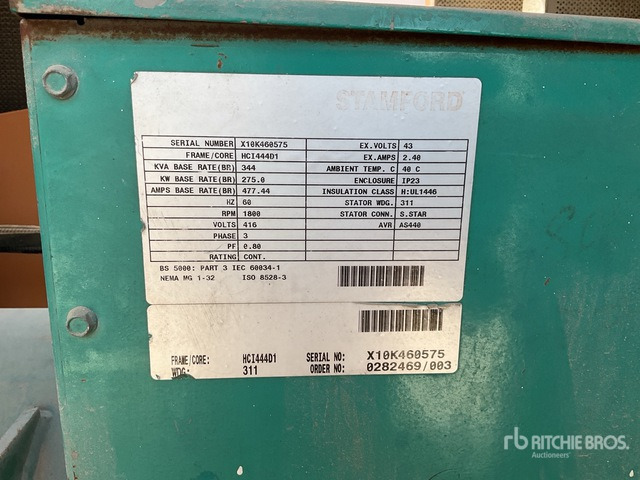 STAMFORD
SERIAL NUMBER X10K460575 EX.VOLTS 43
FRAME/CORE HCI444D1 EX.AMPS 2.40
KVA BASE RATE(BR) 344 AMBIENT TEMP. C 40 C
KW BASE RATE(BR) 275.0 ENCLOSURE IP23
AMPS BASE RATE(BR) 477.44 INSULATION CLASS H:UL1446
HZ 60 STATOR WDG. 311
RPM 1800 STATOR CONN. S.STAR
VOLTS 416 AVR AS440
PHASE 3
PF 0.80
RATING CONT.
BS 5000: PART 3 IEC 60034-1
NEMA MG 1-32 ISO 8528-3
FRAME/CORE: HCI444D1 SERIAL NO: X10K460575
WDG: 311 ORDER NO: 0282469/003
rb RITCHIE BROS.
Auctioneers